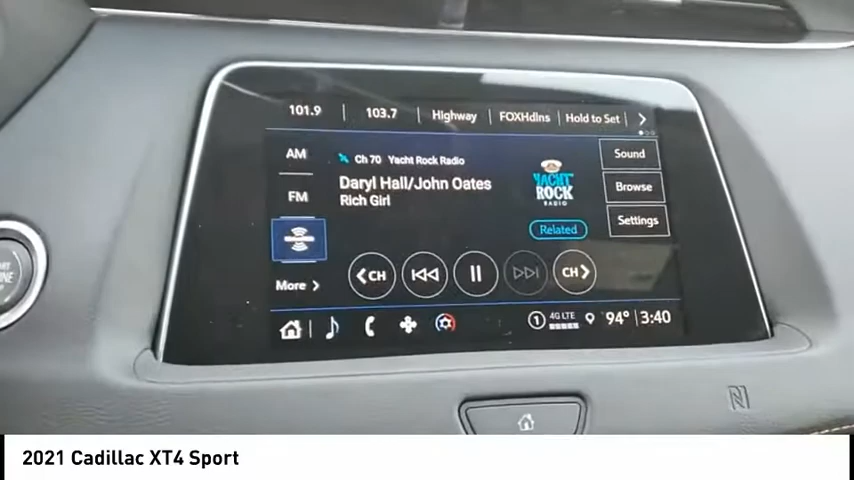 101.9 103.7 Highway FOXHdlns Hold to Set
AM
Ch 70 Yacht Rock Radio
Sound
YACHT
ROCK
RADIO
Daryl Hall/John Oates
Browse
FM
Rich Girl
Settings
Related
CH
CH
More
1 4G LTE 94° 3:40
2021 Cadillac XT4 Sport